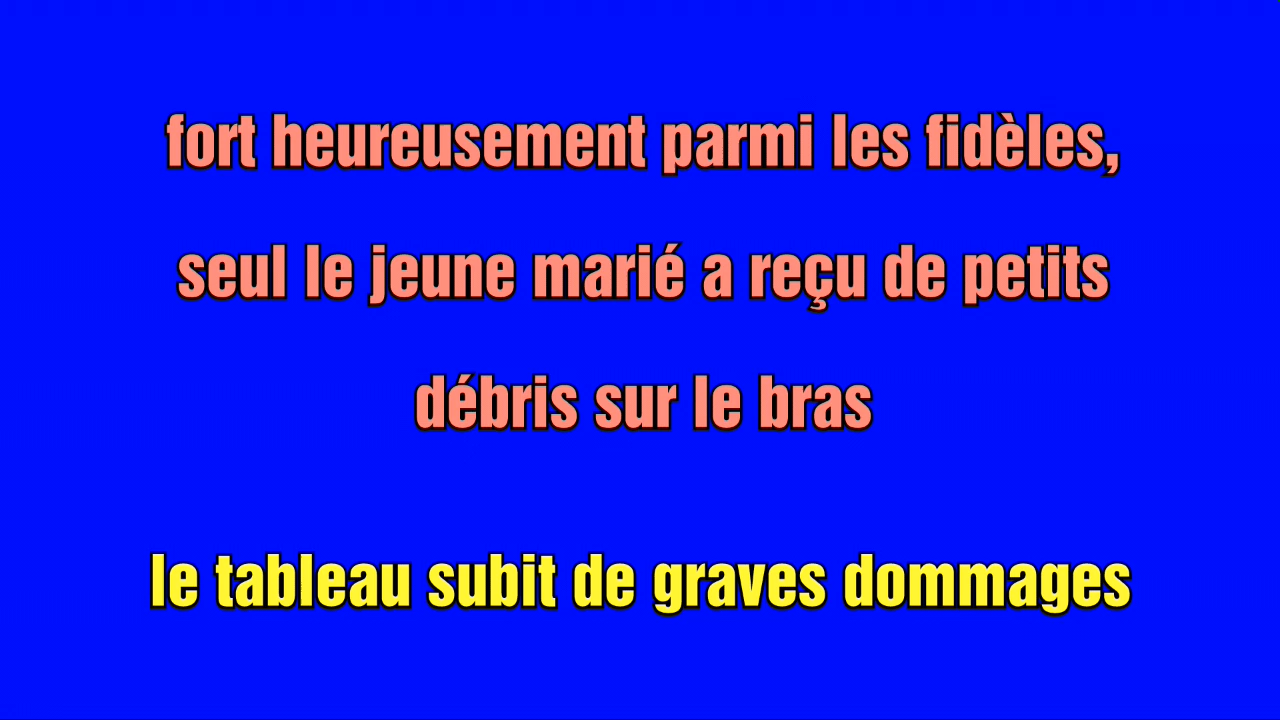 fort heureusement parmi les fidèles,
seul le jeune marié a reçu de petits
débris sur le bras
le tableau subit de graves dommages